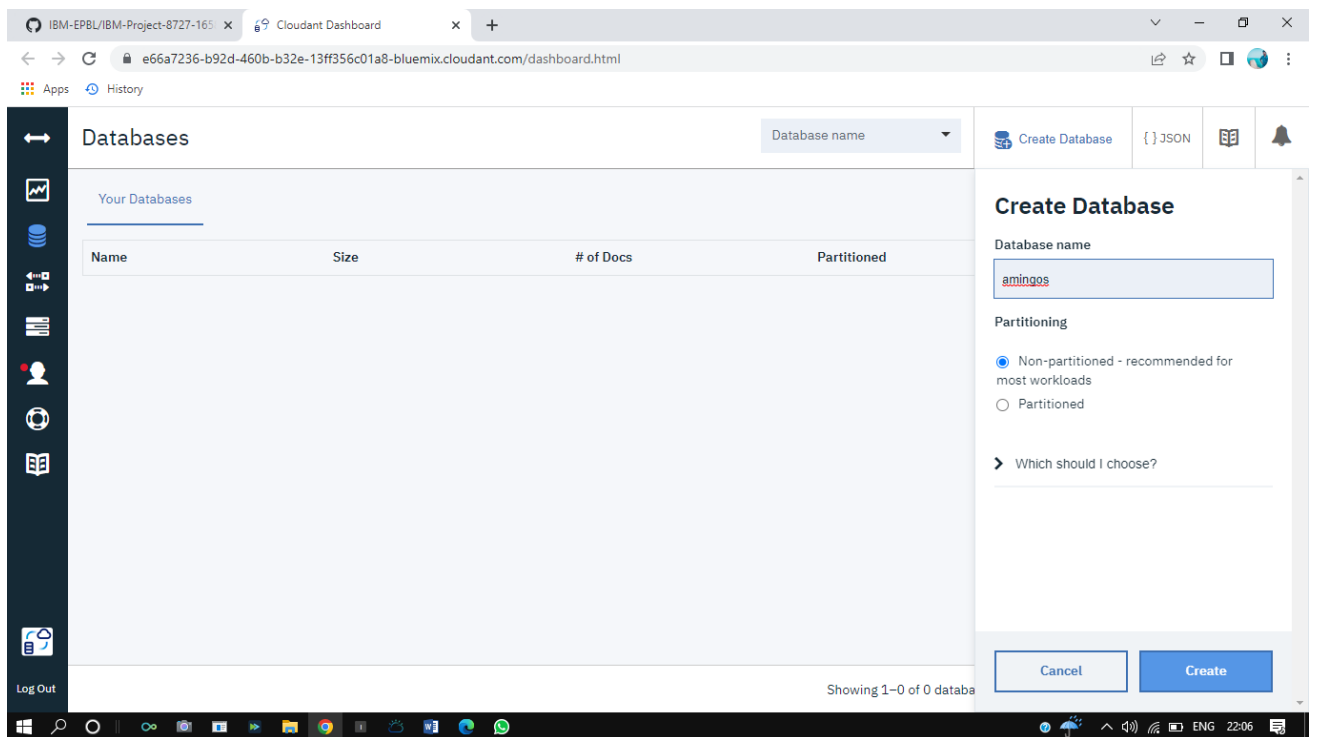 IBM-EPBL/IBM-Project-8727-165
Cloudant Dashboard
e66a7236-b92d-460b-b32e-13ff356c01a8-bluemix.cloudant.com/dashboard.html
Apps
History
Databases
Database name
Create Database
{ } JSON
Your Databases
Name Size # of Docs Partitioned
Create Database
Database name
amingos
Partitioning
Non-partitioned - recommended for
most workloads
Partitioned
Which should I choose?
Cancel
Create
Log Out
Showing 1–0 of 0 databa
ENG 22:06